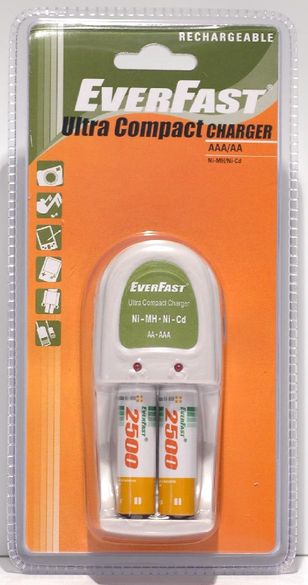 RECHARGEABLE
EVERFAST®
Ultra Compact CHARGER
AAA/AA
Ni-MH/Ni-Cd
EVERFAST®
Ultra Compact Charger
Ni-MH·Ni-Cd
AA-AAA
EVERFAST®
2500
EVERFAST®
2500